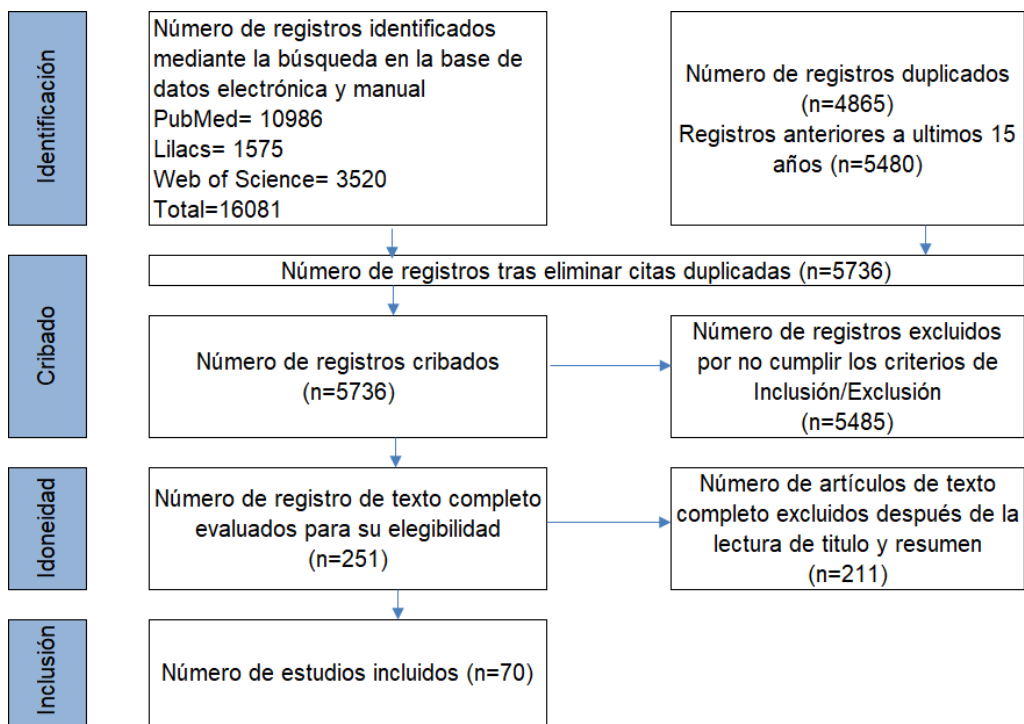 Identificación
Número de registros identificados
mediante la búsqueda en la base de
datos electrónica y manual
PubMed= 10986
Lilacs= 1575
Web of Science= 3520
Total=16081
Número de registros duplicados
(n=4865)
Registros anteriores a ultimos 15
años (n=5480)
Cribado
Número de registros tras eliminar citas duplicadas (n=5736)
Número de registros cribados
(n=5736)
Número de registros excluidos
por no cumplir los criterios de
Inclusión/Exclusión
(n=5485)
Idoneidad
Número de registro de texto completo
evaluados para su elegibilidad
(n=251)
Número de artículos de texto
completo excluidos después de la
lectura de titulo y resumen
(n=211)
Inclusión
Número de estudios incluidos (n=70)